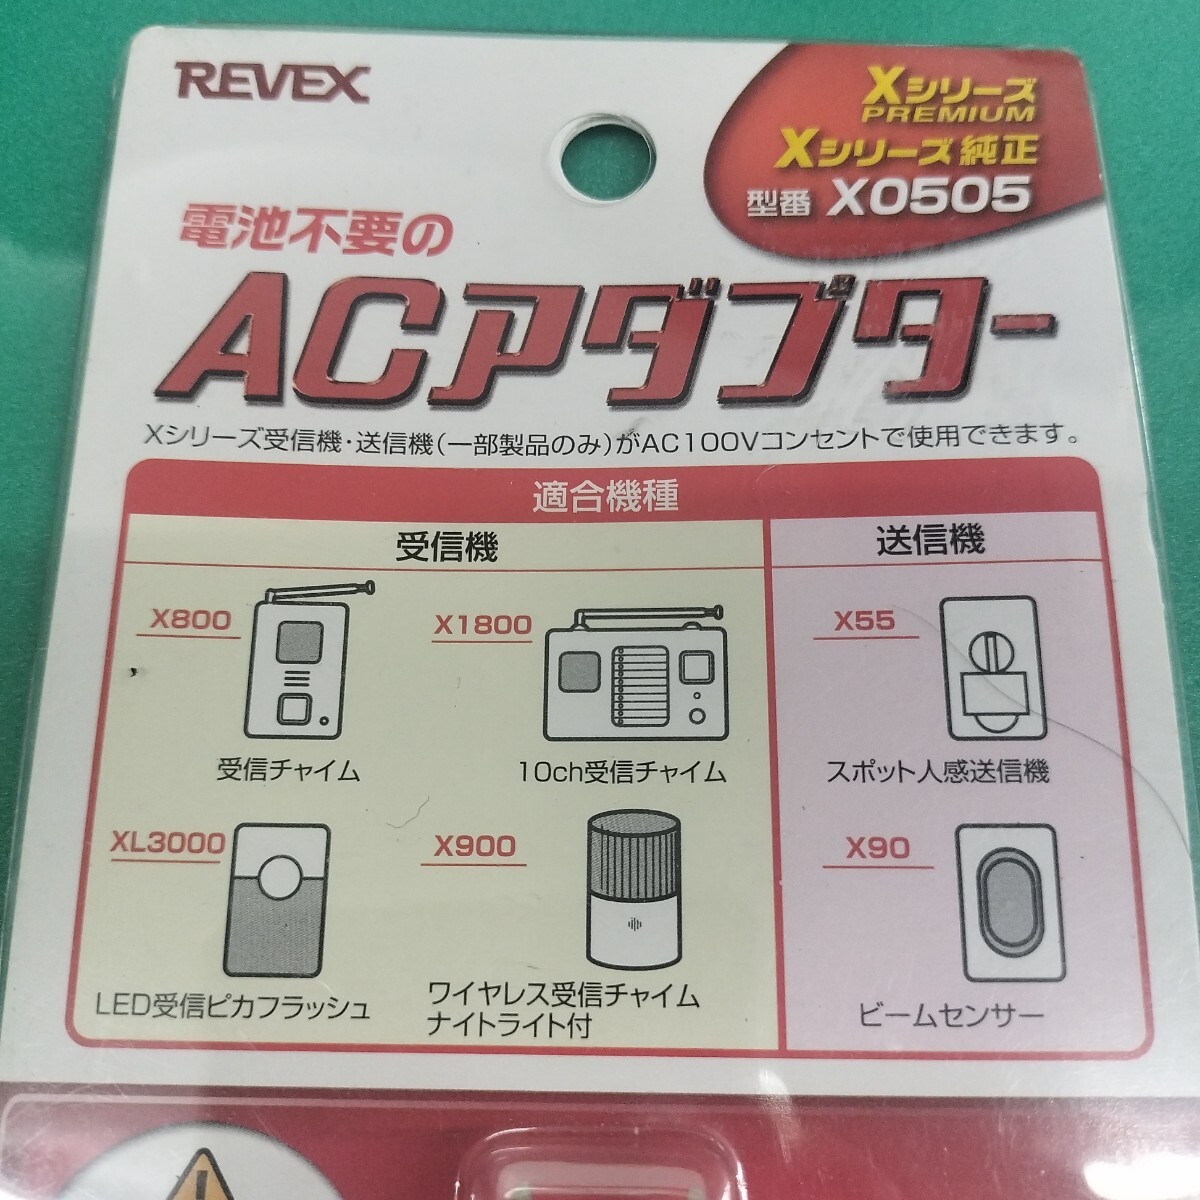 REVEX
Xシリーズ
PREMIUM
Xシリーズ純正
型番 X0505
電池不要の
ACアダプター
Xシリーズ受信機・送信機(一部製品のみ)がAC100Vコンセントで使用できます。
適合機種
受信機
送信機
X800
受信チャイム
X1800
10ch受信チャイム
X55
スポット人感送信機
XL3000
LED受信ピカフラッシュ
X900
ワイヤレス受信チャイム
ナイトライト付
X90
ビームセンサー